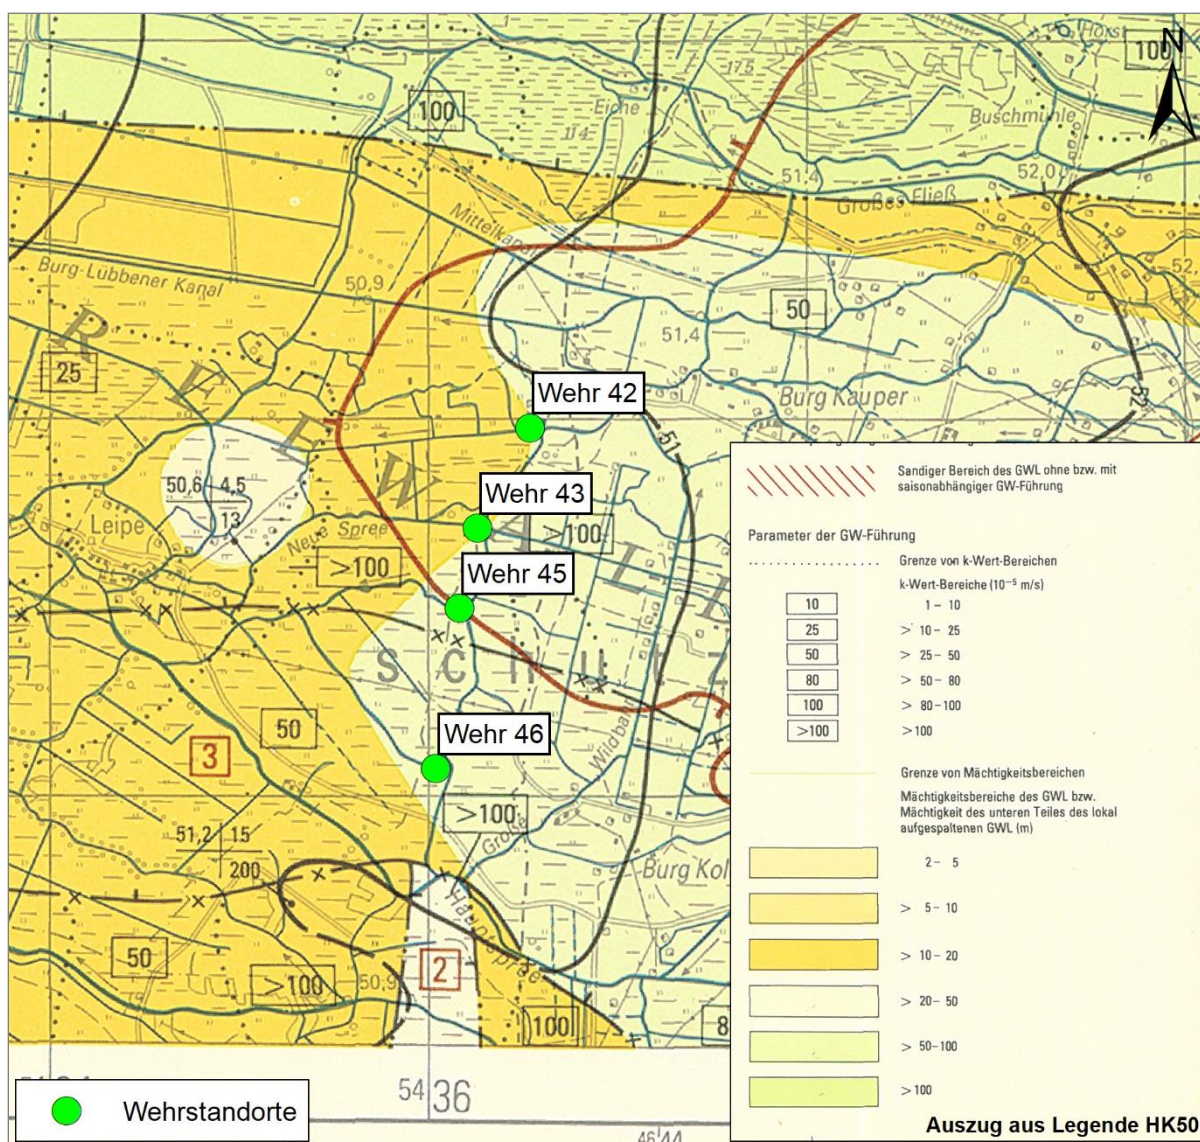 N
Horst
100
100
Eiche
Buschmühle
51,4
52,0
Großes Fließ
Mittelkanal
Burg-Lübbener Kanal
50,9
50
51,4
25
Burg Kauper
Wehr 42
51
52
50,6 4,5
13
Leipe
Neue Spree
Wehr 43
>100
>100
Wehr 45
SCHUTZ
Wehr 46
50
3
>100
Große
Wildbahn
51,2 15
200
Burg Kol
Hauptspree
50
>100
50,9
2
100
8
Sandiger Bereich des GWL ohne bzw. mit
saisonabhängiger GW-Führung
Parameter der GW-Führung
Grenze von k-Wert-Bereichen
k-Wert-Bereiche (10⁻⁵ m/s)
10 1 – 10
25 > 10 – 25
50 > 25 – 50
80 > 50 – 80
100 > 80 – 100
>100 >100
Grenze von Mächtigkeitsbereichen
Mächtigkeitsbereiche des GWL bzw.
Mächtigkeit des unteren Teiles des lokal
aufgespaltenen GWL (m)
2 – 5
> 5 – 10
> 10 – 20
> 20 – 50
> 50 – 100
> 100
Auszug aus Legende HK50
Wehrstandorte
54 36
46 44